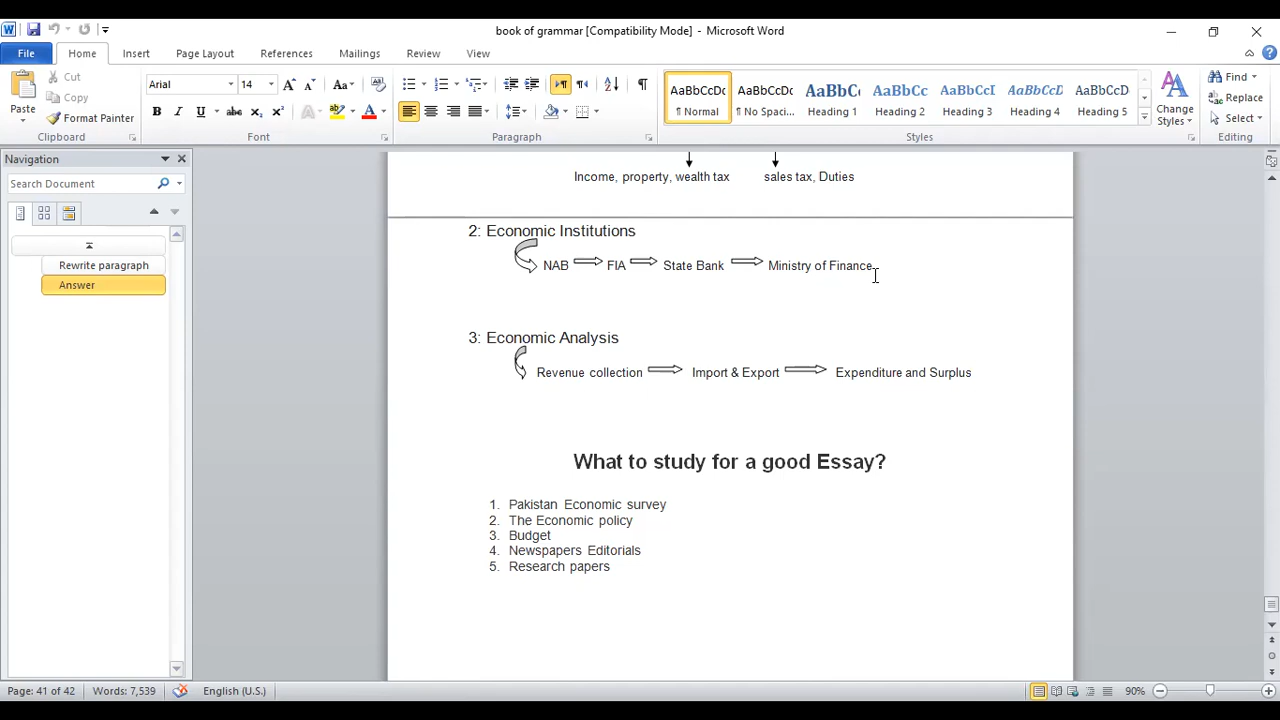 book of grammar [Compatibility Mode] - Microsoft Word
File Home Insert Page Layout References Mailings Review View
Paste
Cut
Copy
Format Painter
Clipboard
Arial 14
B I U abc x₂ x²
Font
Paragraph
AaBbCcDc AaBbCcDc AaBbCc AaBbCc AaBbCcI AaBbCcD AaBbCcD
¶ Normal ¶ No Spaci... Heading 1 Heading 2 Heading 3 Heading 4 Heading 5
Styles
Change Styles
Find
Replace
Select
Editing
Navigation
Search Document
Rewrite paragraph
Answer
Income, property, wealth tax sales tax, Duties
2: Economic Institutions
NAB FIA State Bank Ministry of Finance
3: Economic Analysis
Revenue collection Import & Export Expenditure and Surplus
What to study for a good Essay?
1. Pakistan Economic survey
2. The Economic policy
3. Budget
4. Newspapers Editorials
5. Research papers
Page: 41 of 42 Words: 7,539 English (U.S.) 90%